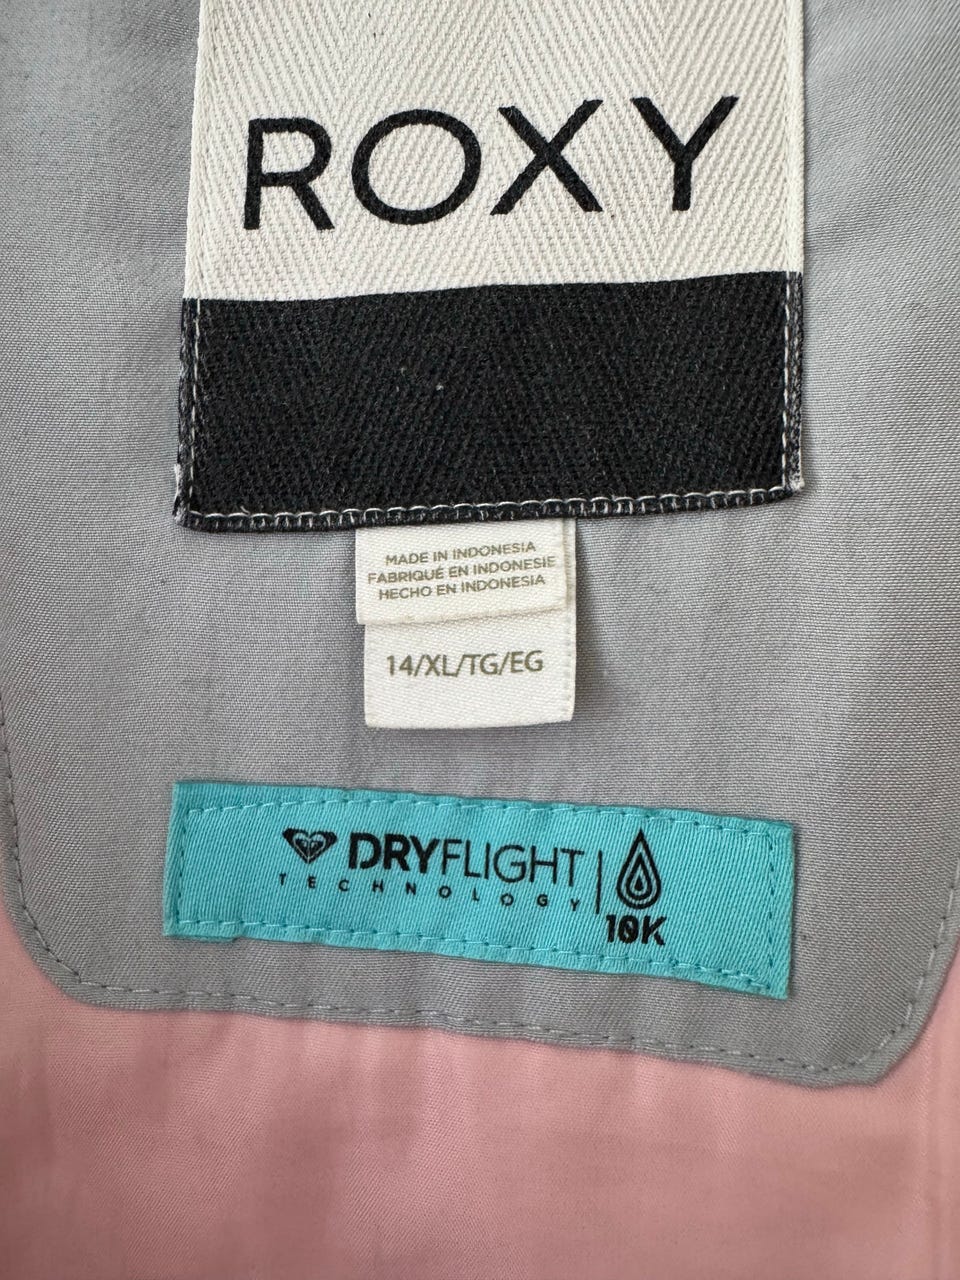 ROXY
MADE IN INDONESIA
FABRIQUÉ EN INDONESIE
HECHO EN INDONESIA
14/XL/TG/EG
DRYFLIGHT
TECHNOLOGY
10K